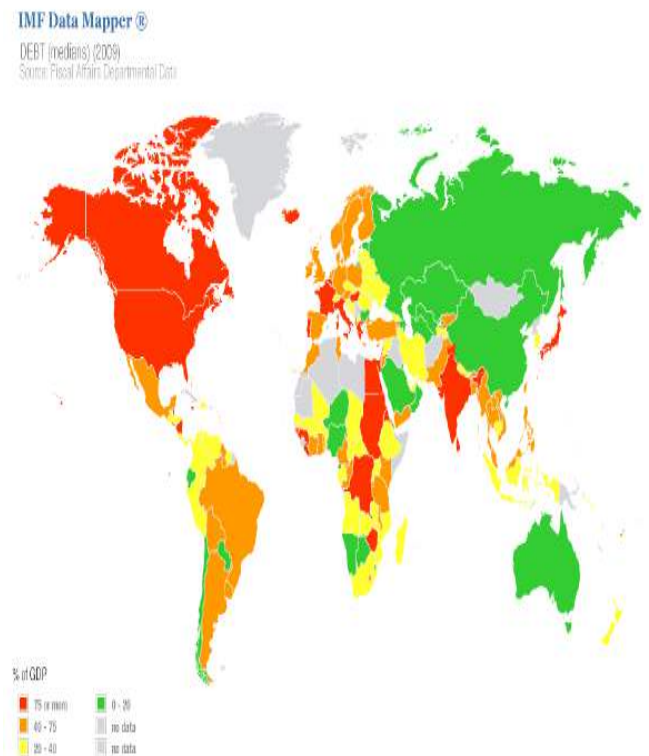 IMF Data Mapper ®
DEBT (medians) (2009)
Source: Fiscal Affairs Departmental Data
% of GDP
75 or more
40 - 75
20 - 40
0 - 20
no data
no data